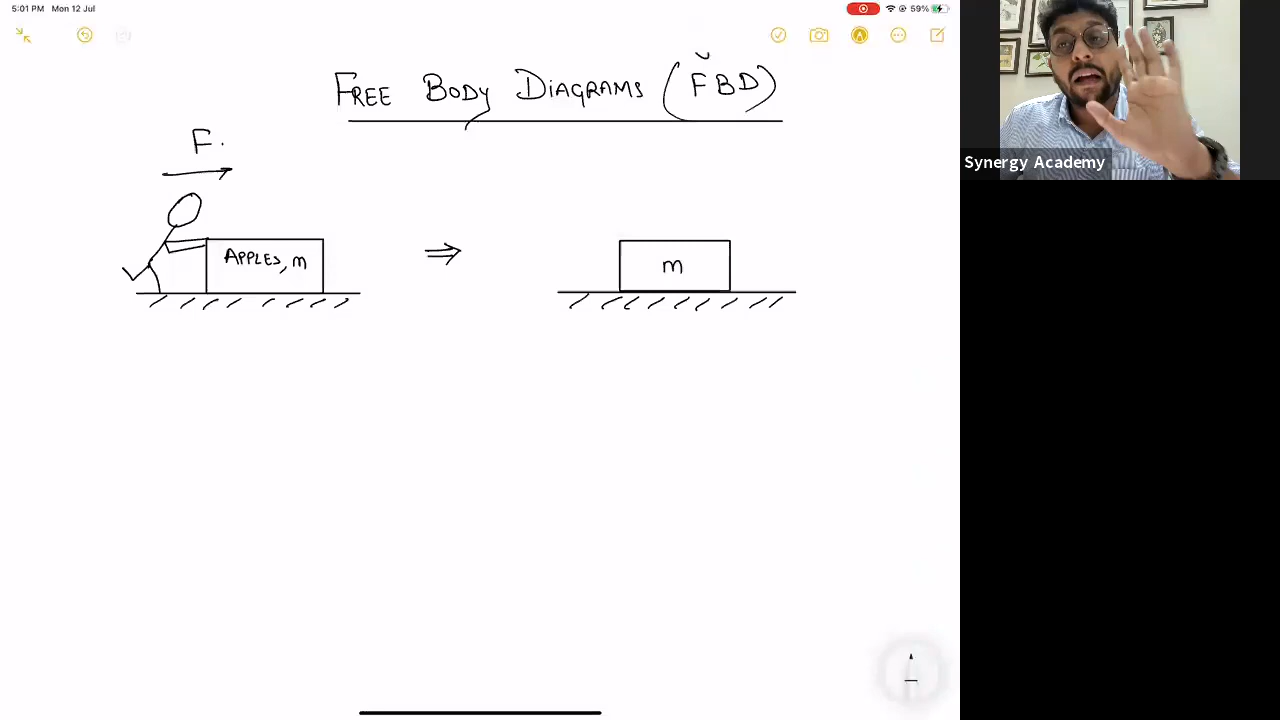 5:01 PM Mon 12 Jul
59%
FREE BODY DIAGRAMS (FBD)
F.
APPLES, m
⇒
m
Synergy Academy